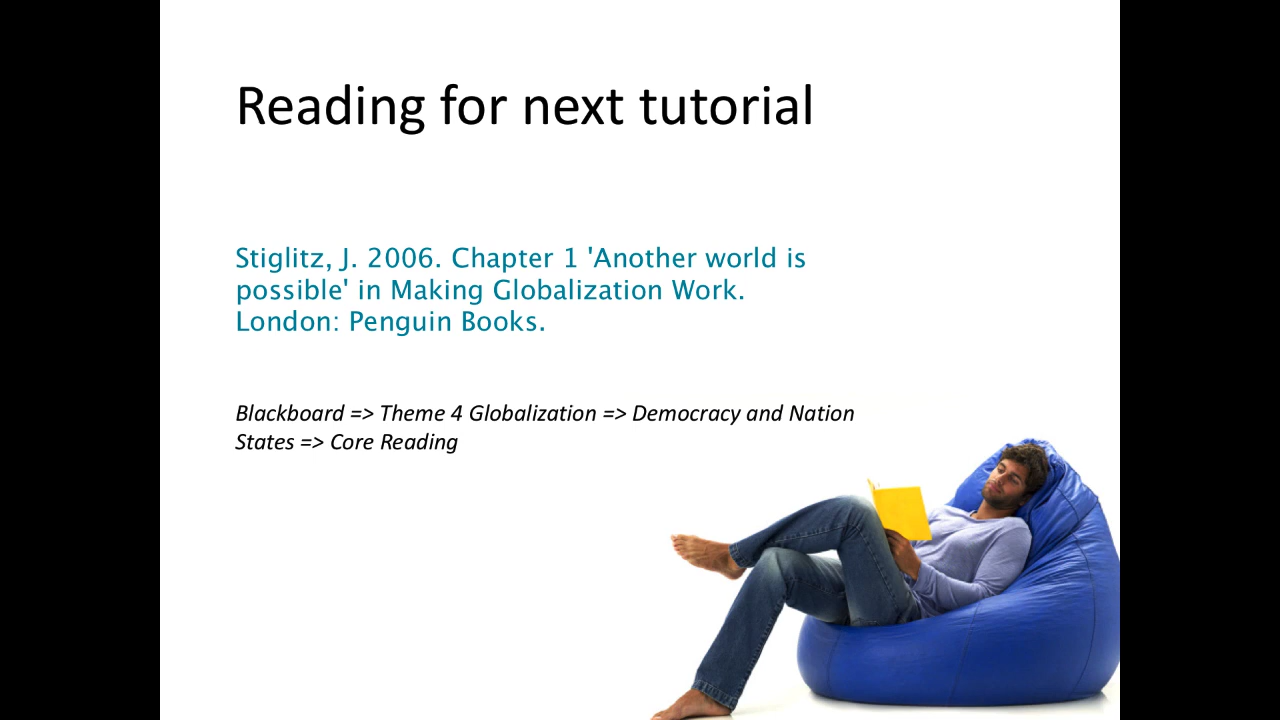 Reading for next tutorial
Stiglitz, J. 2006. Chapter 1 'Another world is
possible' in Making Globalization Work.
London: Penguin Books.
Blackboard => Theme 4 Globalization => Democracy and Nation
States => Core Reading